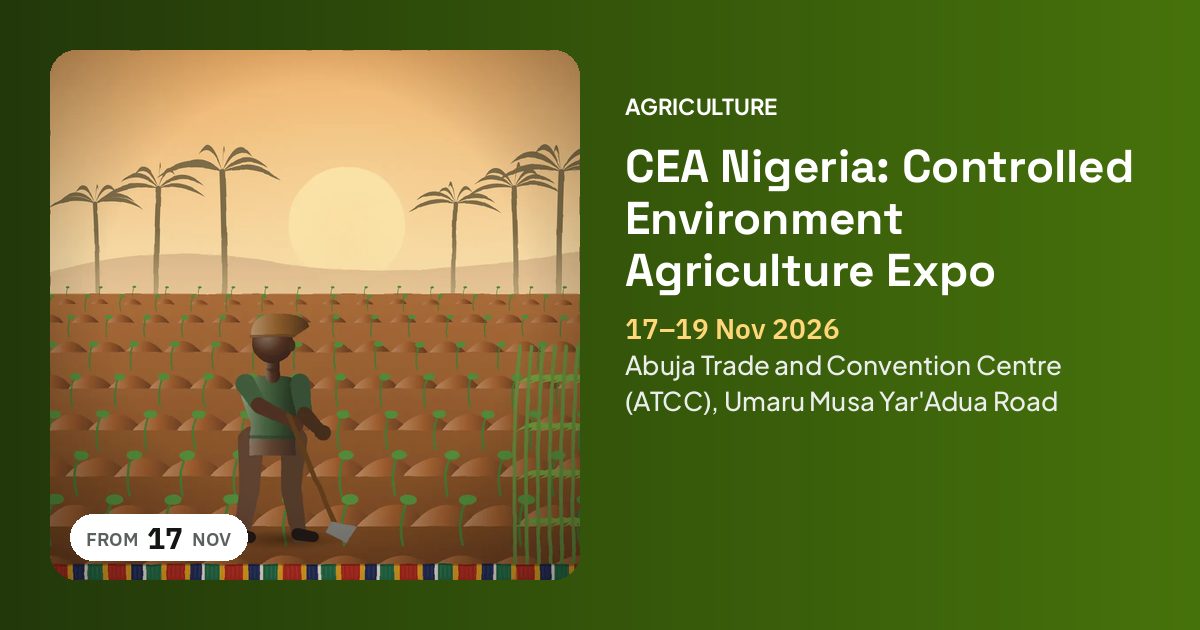 AGRICULTURE
CEA Nigeria: Controlled
Environment
Agriculture Expo
17–19 Nov 2026
Abuja Trade and Convention Centre
(ATCC), Umaru Musa Yar'Adua Road
FROM 17 NOV